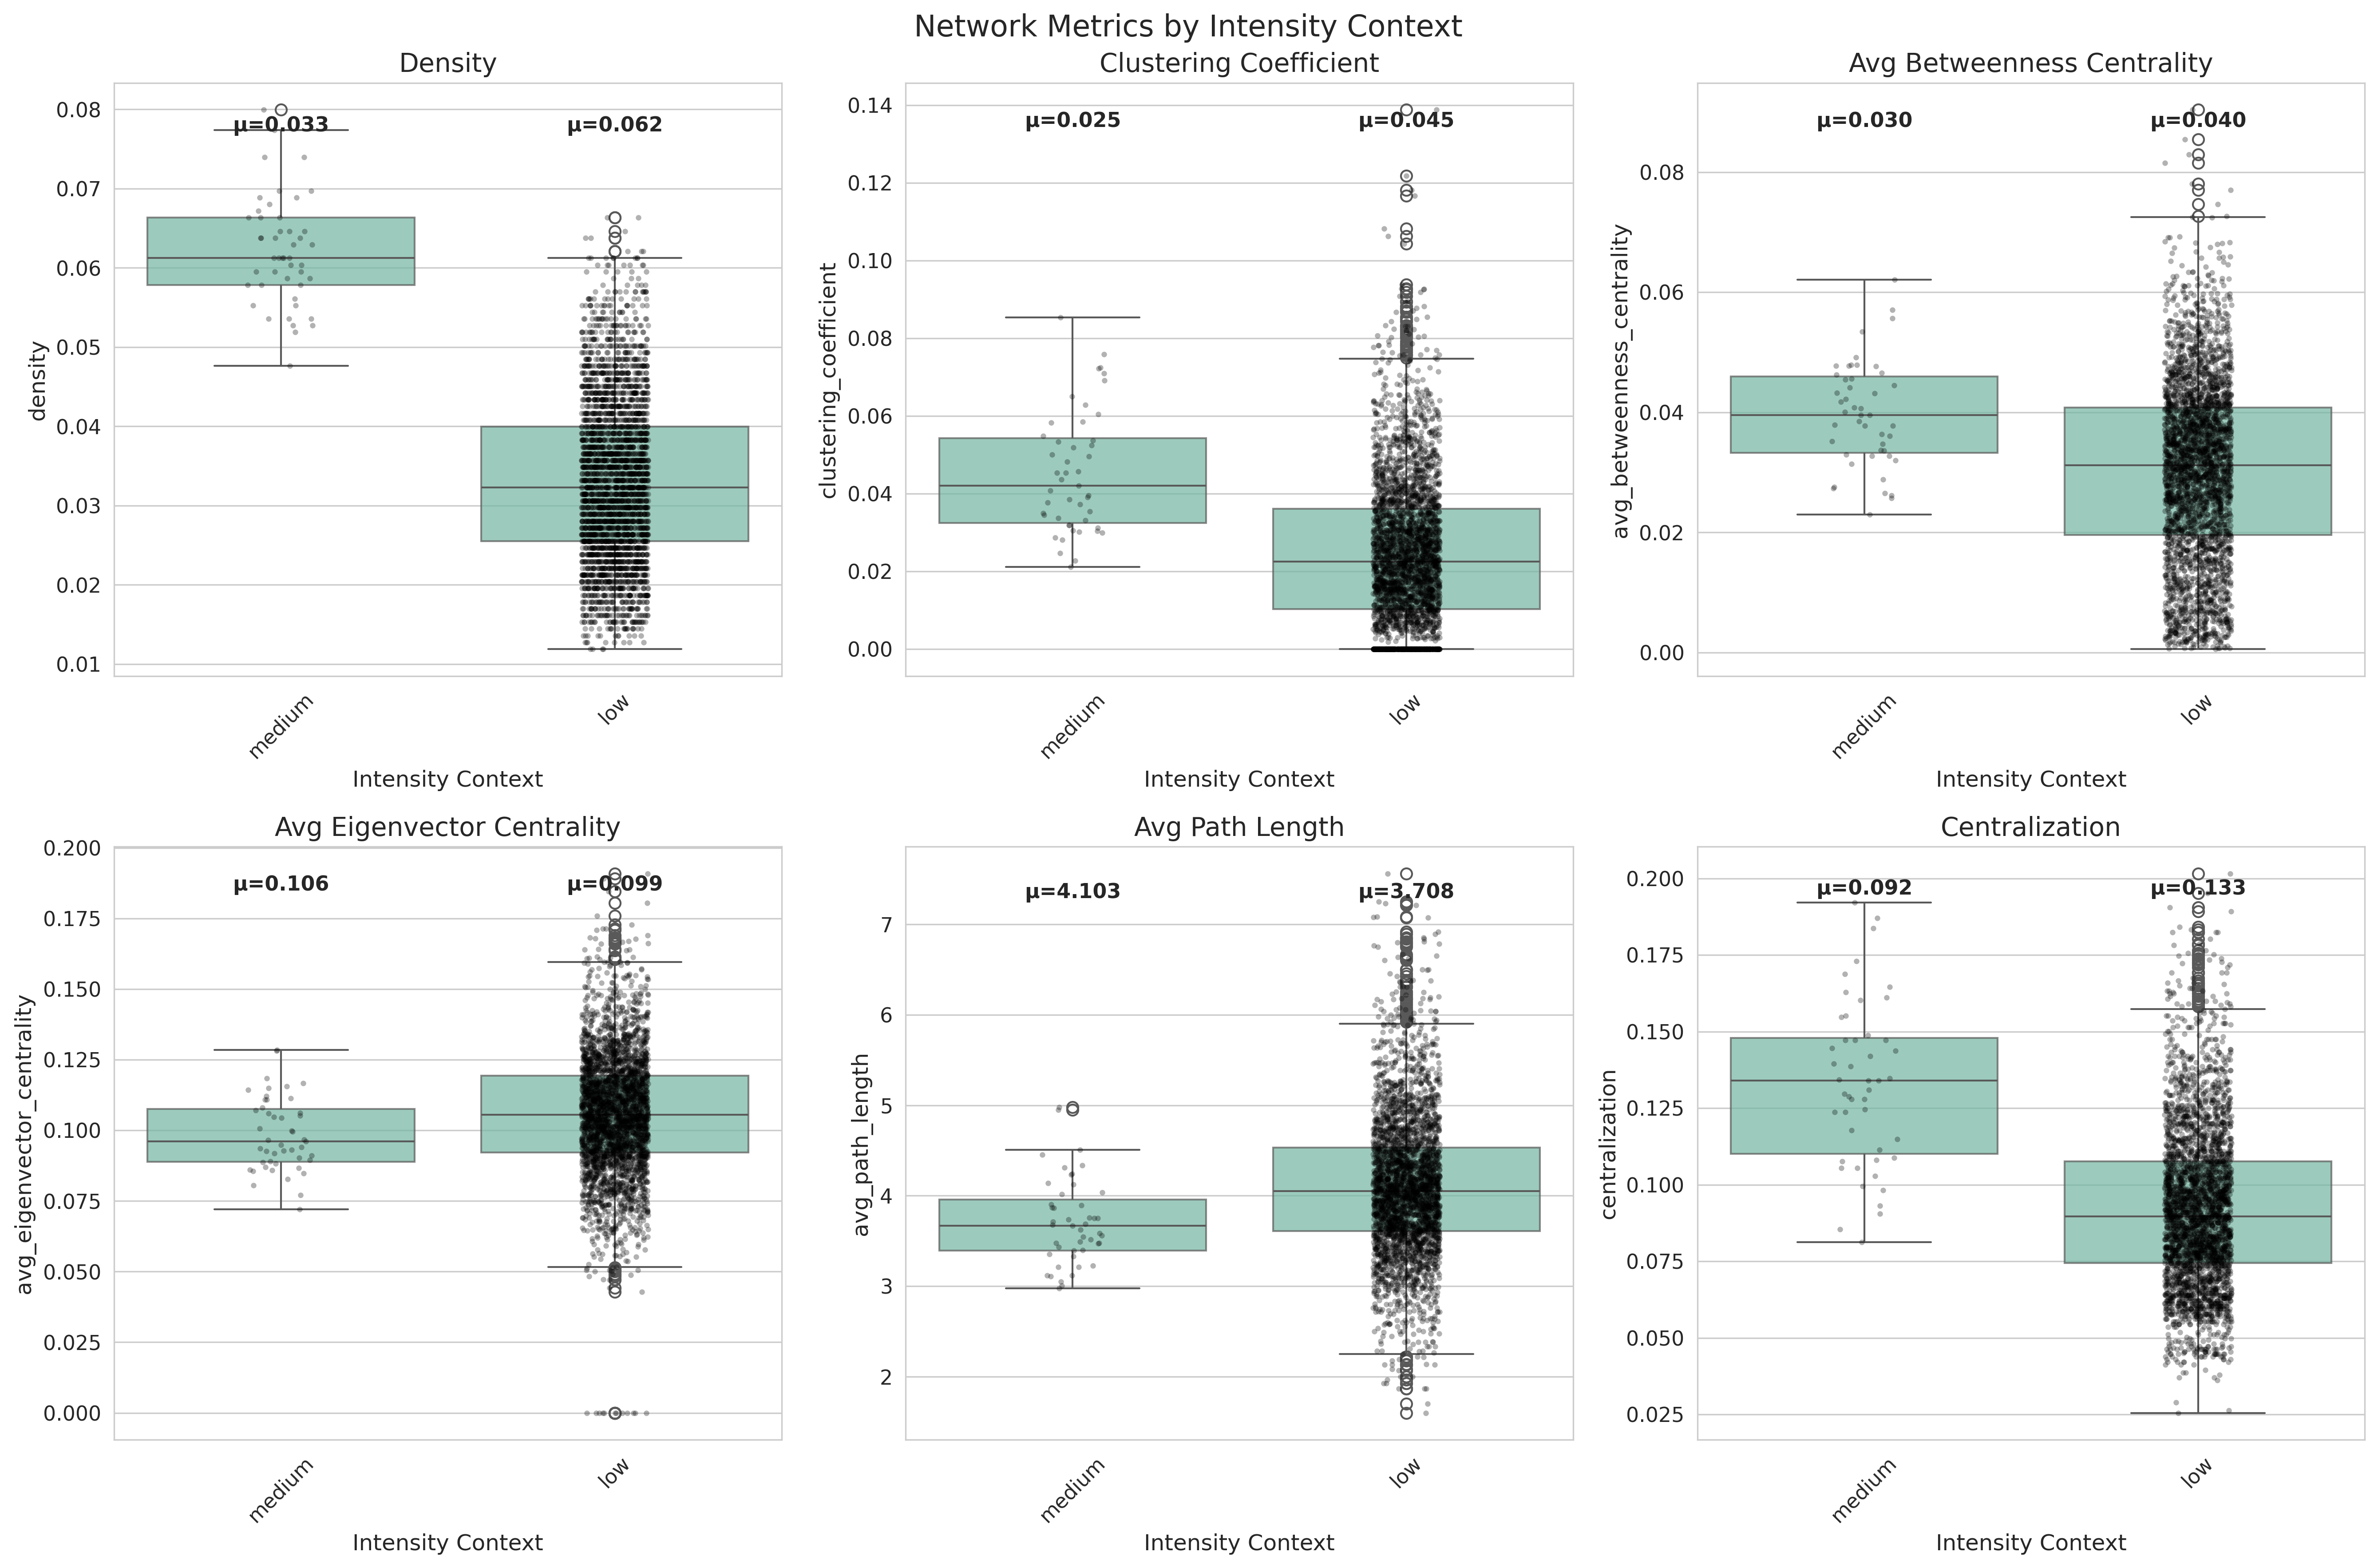 Network Metrics by Intensity Context
Density
μ=0.033
μ=0.062
0.08
0.07
0.06
0.05
0.04
0.03
0.02
0.01
density
medium
low
Intensity Context
Clustering Coefficient
μ=0.025
μ=0.045
0.14
0.12
0.10
0.08
0.06
0.04
0.02
0.00
clustering_coefficient
medium
low
Intensity Context
Avg Betweenness Centrality
μ=0.030
μ=0.040
0.08
0.06
0.04
0.02
0.00
avg_betweenness_centrality
medium
low
Intensity Context
Avg Eigenvector Centrality
μ=0.106
μ=0.099
0.200
0.175
0.150
0.125
0.100
0.075
0.050
0.025
0.000
avg_eigenvector_centrality
medium
low
Intensity Context
Avg Path Length
μ=4.103
μ=3.708
7
6
5
4
3
2
avg_path_length
medium
low
Intensity Context
Centralization
μ=0.092
μ=0.133
0.200
0.175
0.150
0.125
0.100
0.075
0.050
0.025
centralization
medium
low
Intensity Context